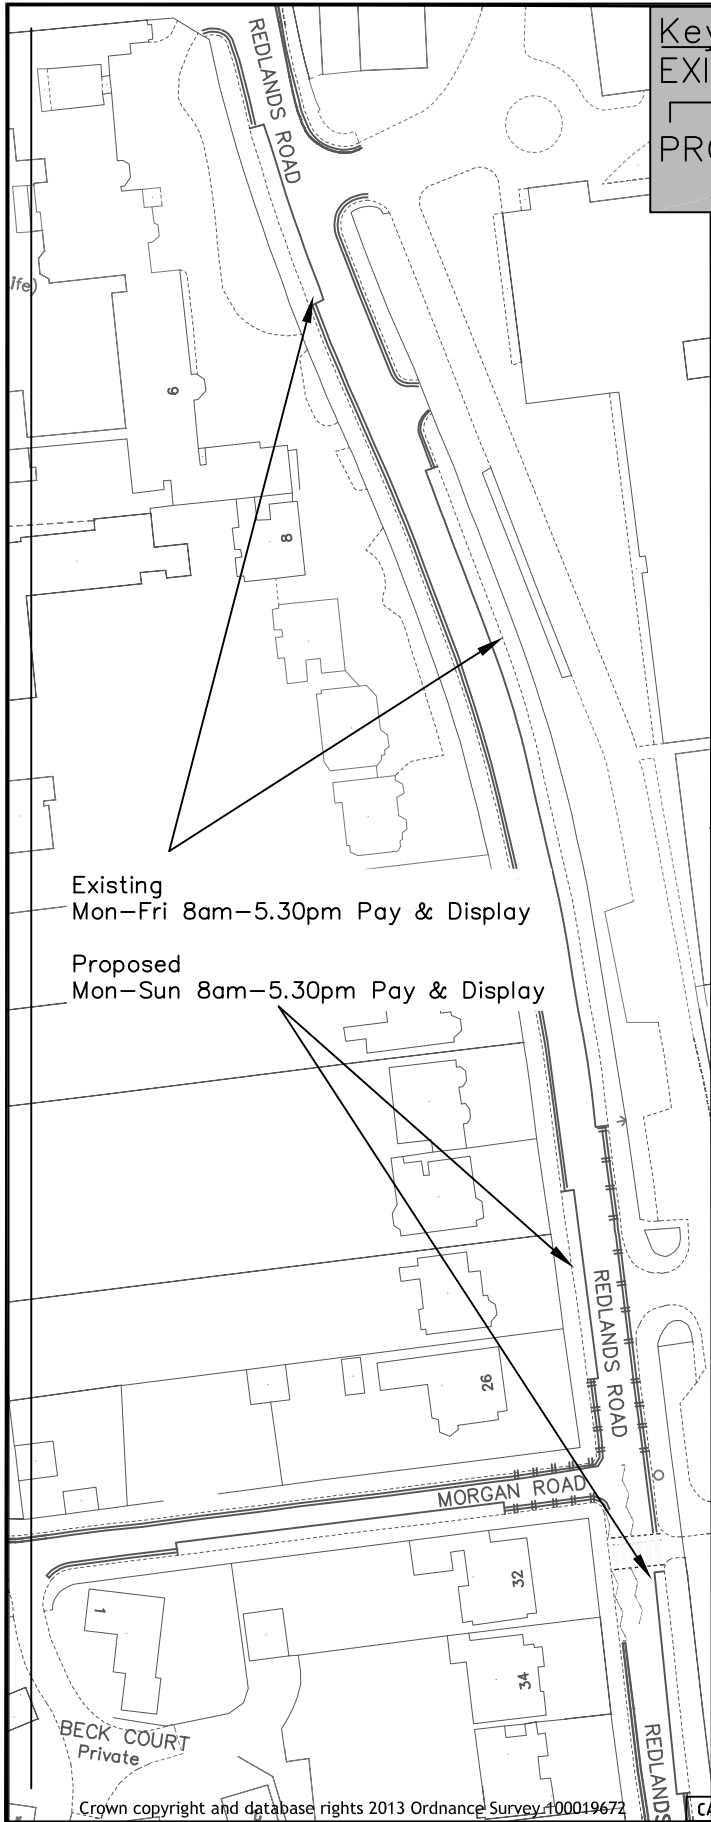 Key
EXI
PRO
REDLANDS ROAD
ife)
6
8
Existing
Mon-Fri 8am-5.30pm Pay & Display
Proposed
Mon-Sun 8am-5.30pm Pay & Display
REDLANDS ROAD
26
MORGAN ROAD
32
1
34
BECK COURT
Private
REDLANDS
Crown copyright and database rights 2013 Ordnance Survey 100019672
CA